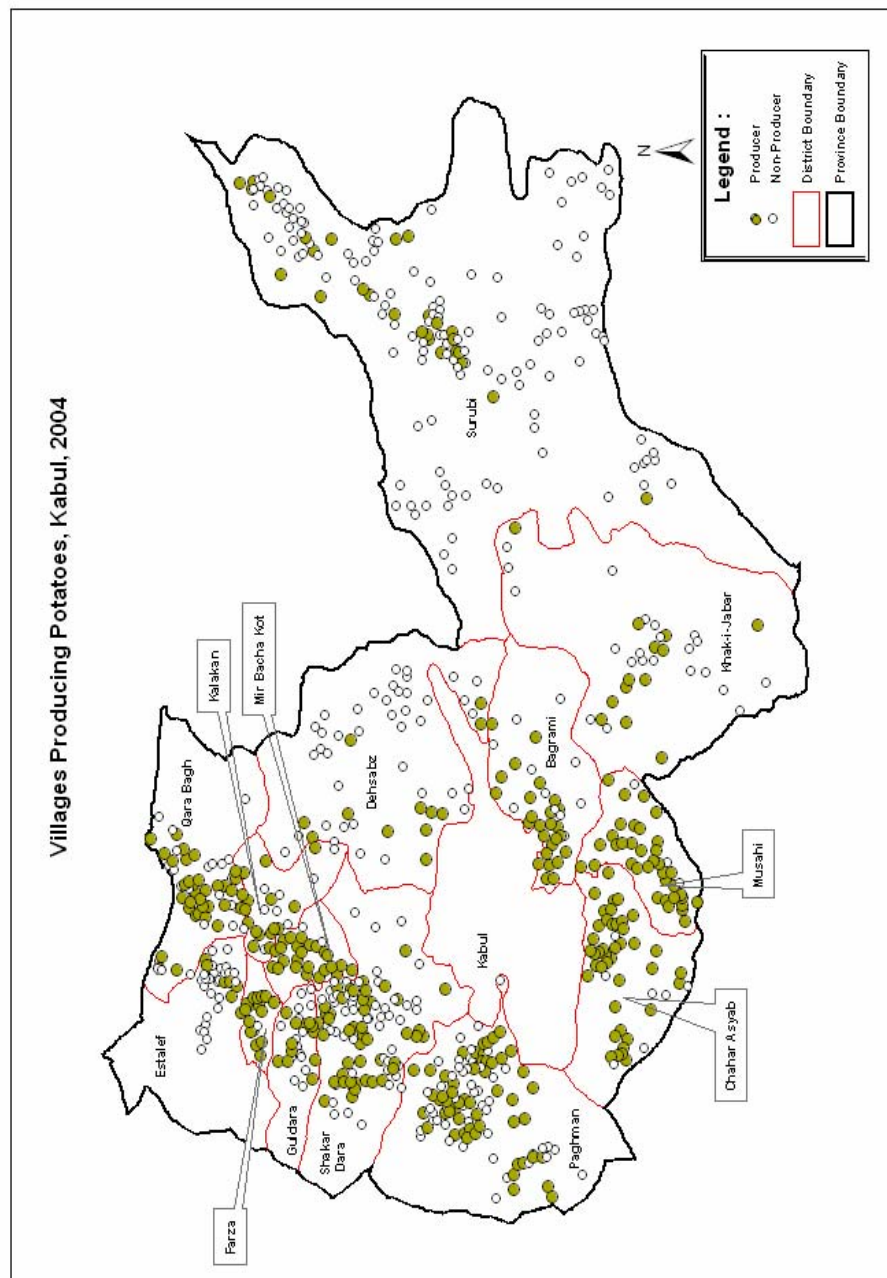 Villages Producing Potatoes, Kabul, 2004
Kalakan
Mir Bacha Kot
Qara Bagh
Estalef
Farza
Guldara
Shakar
Dara
Dehsabz
Surubi
Kabul
Bagrami
Paghman
Khak-i-Jabar
Musahi
Chahar Asyab
N
Legend :
Producer
Non-Producer
District Boundary
Province Boundary